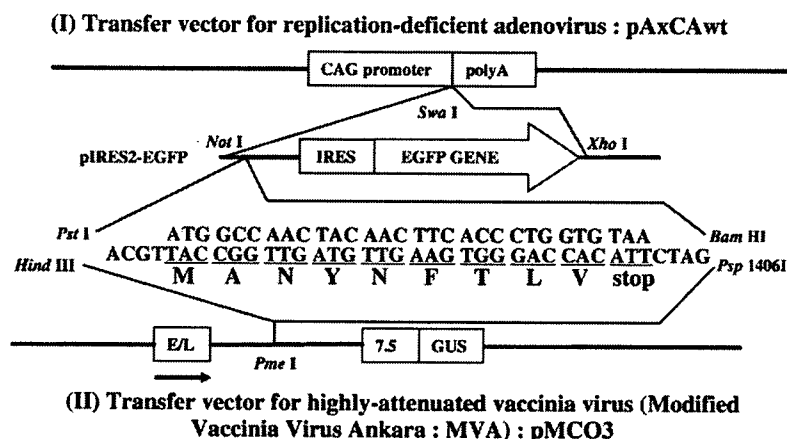 (I) Transfer vector for replication-deficient adenovirus : pAxCAwt
CAG promoter polyA
Swa I
Not I
Xho I
pIRES2-EGFP
IRES EGFP GENE
Pst I
Bam HI
ATG GCC AAC TAC AAC TTC ACC CTG GTG TAA
ACGTTAC CGG TTG ATG TTG AAG TGG GAC CAC ATTCTAG
Hind III
Psp 1406I
M A N Y N F T L V stop
E/L
7.5 GUS
Pme I
(II) Transfer vector for highly-attenuated vaccinia virus (Modified
Vaccinia Virus Ankara : MVA) : pMCO3